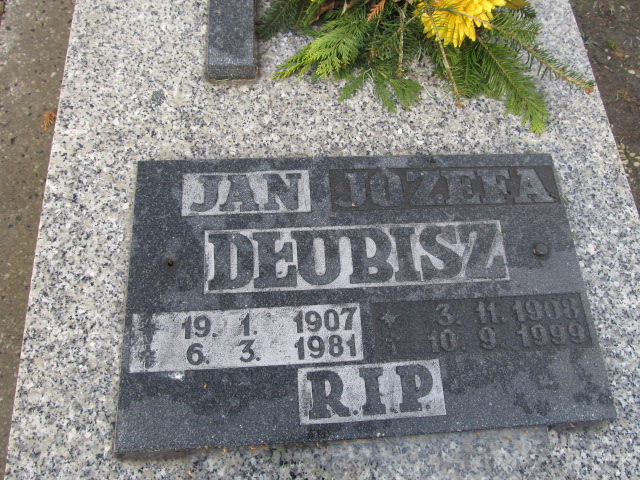 JAN JÓZEFA
DEUBISZ
* 19. 1. 1907 * 3. 11. 1908
+ 6. 3. 1981 + 10. 9. 1999
R.I.P.